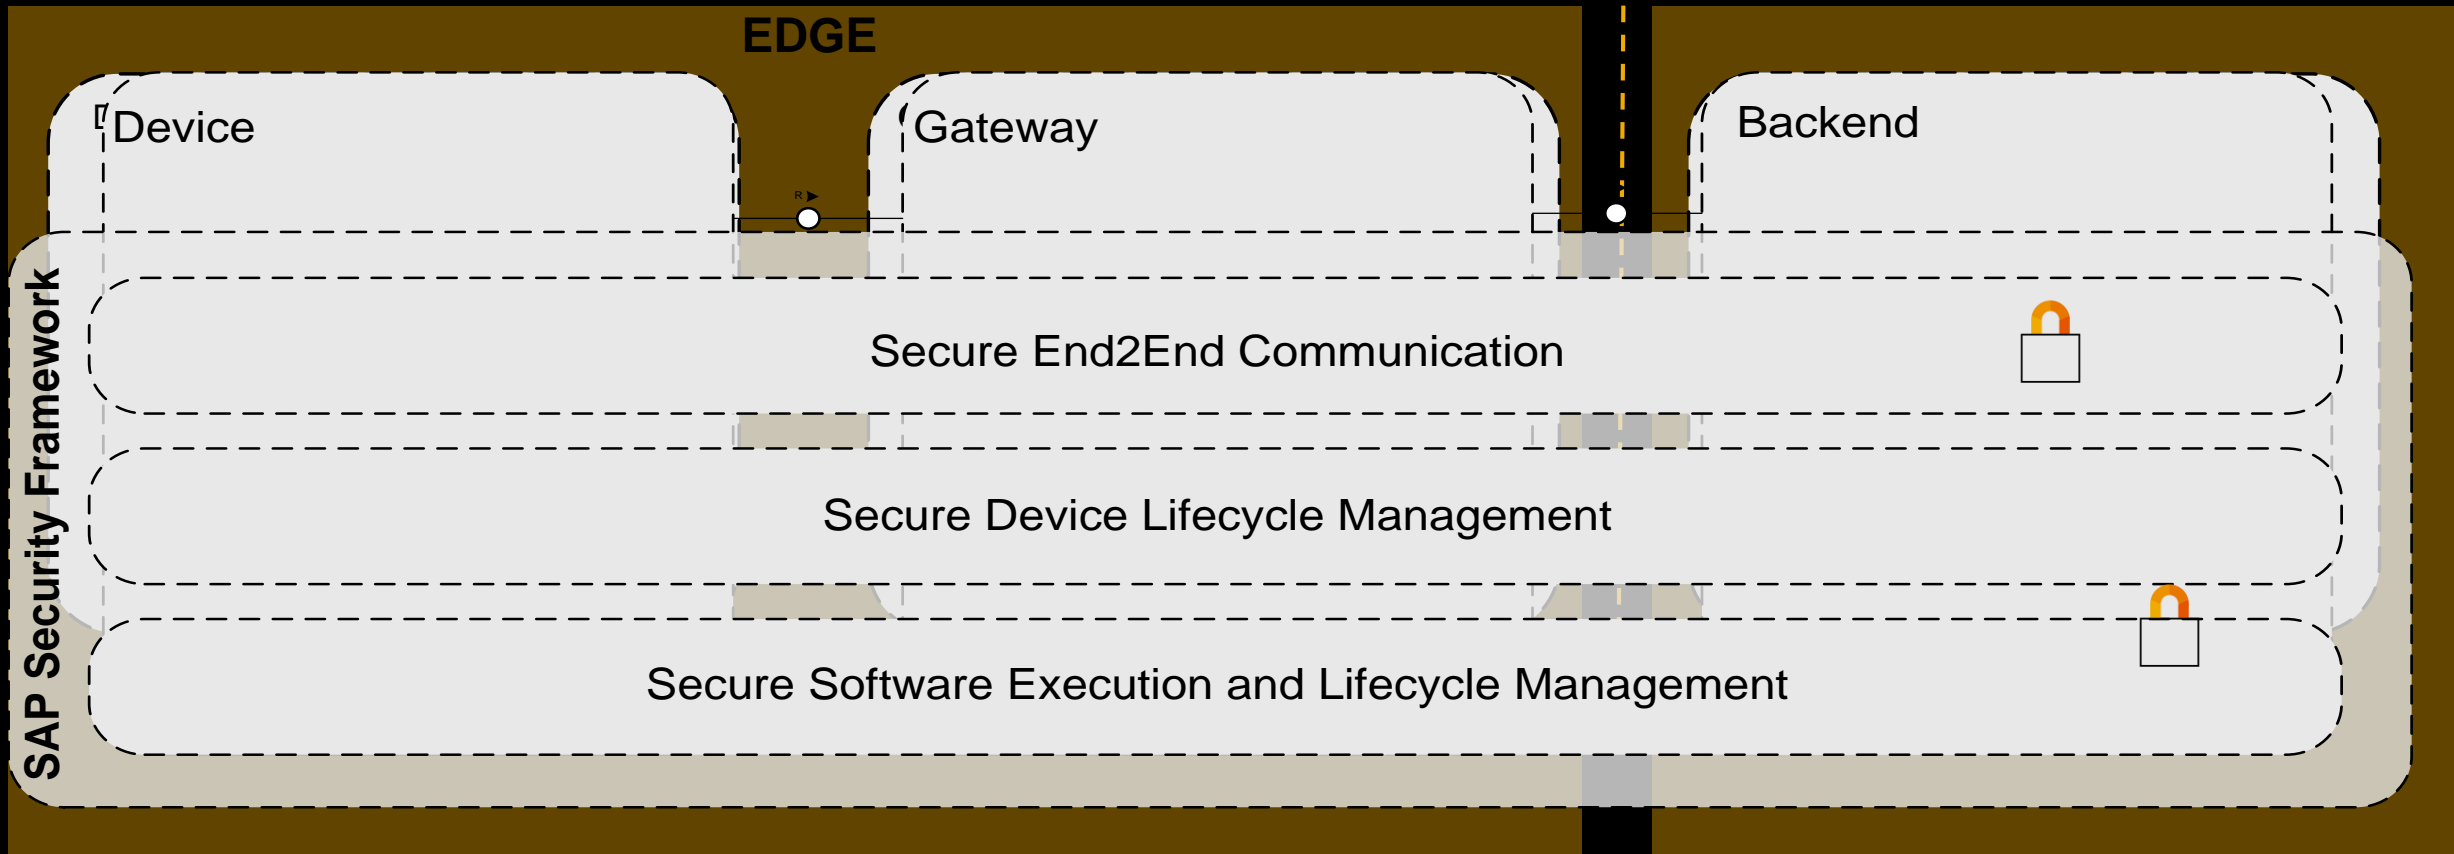 EDGE
Device
Gateway
Backend
R
SAP Security Framework
Secure End2End Communication
Secure Device Lifecycle Management
Secure Software Execution and Lifecycle Management